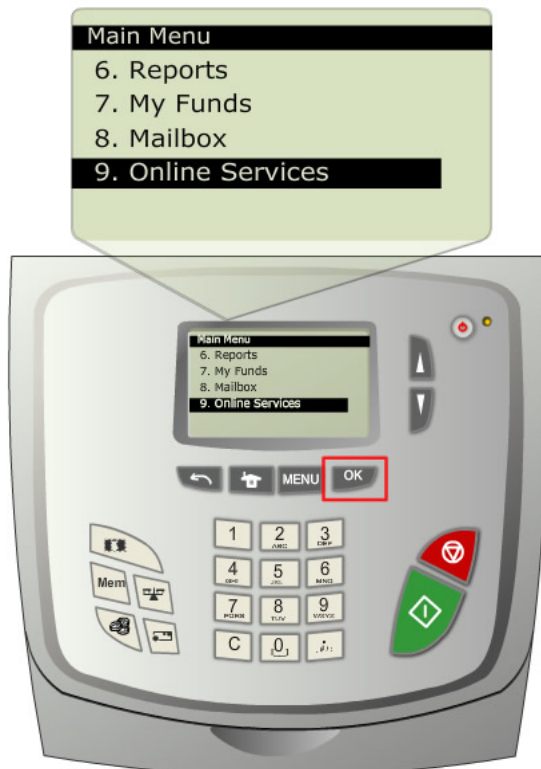 Main Menu
6. Reports
7. My Funds
8. Mailbox
9. Online Services
Main Menu
6. Reports
7. My Funds
8. Mailbox
9. Online Services
MENU
OK
1
2
ABC
3
DEF
Mem
4
GHI
5
JKL
6
MNO
7
PQRS
8
TUV
9
WXYZ
C
0